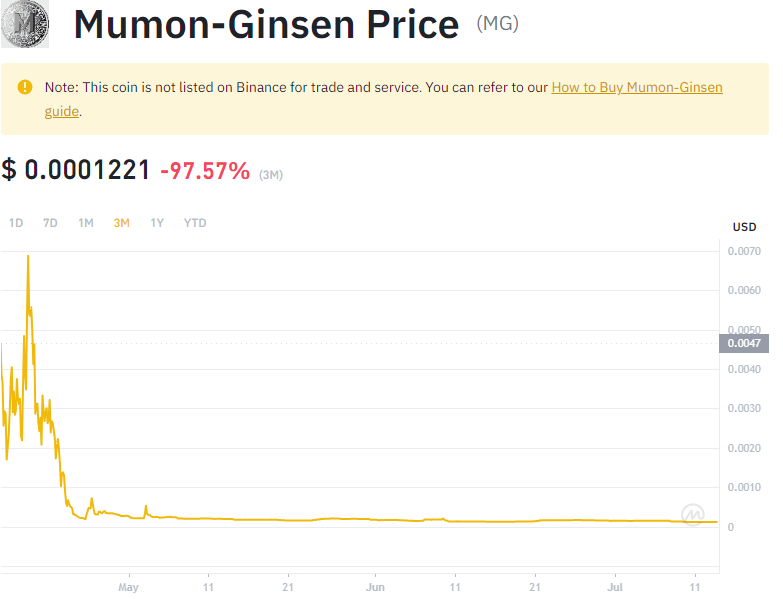 Mumon-Ginsen Price (MG)
Note: This coin is not listed on Binance for trade and service. You can refer to our How to Buy Mumon-Ginsen
guide.
$ 0.0001221 -97.57% (3M)
1D 7D 1M 3M 1Y YTD
USD
0.0070
0.0060
0.0050
0.0047
0.0040
0.0030
0.0020
0.0010
0
May 11 21 Jun 11 21 Jul 11